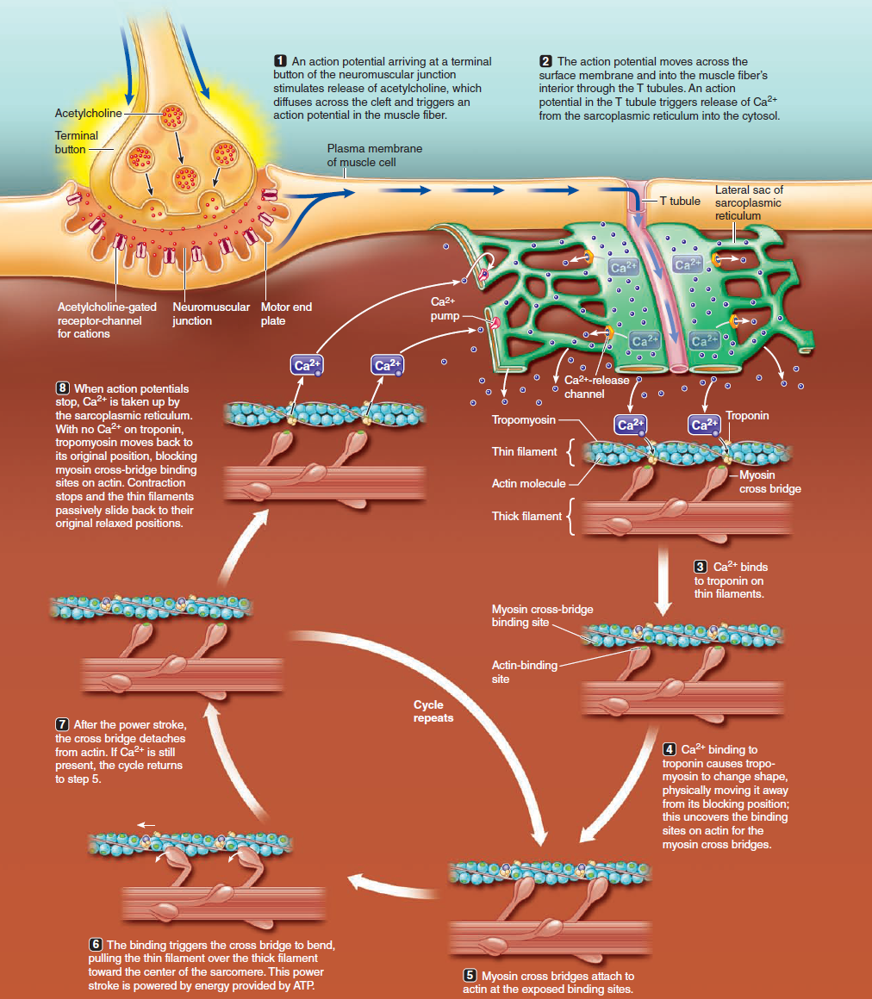 1 An action potential arriving at a terminal
button of the neuromuscular junction
stimulates release of acetylcholine, which
diffuses across the cleft and triggers an
action potential in the muscle fiber.
2 The action potential moves across the
surface membrane and into the muscle fiber’s
interior through the T tubules. An action
potential in the T tubule triggers release of Ca²⁺
from the sarcoplasmic reticulum into the cytosol.
Acetylcholine
Terminal
button
Plasma membrane
of muscle cell
T tubule
Lateral sac of
sarcoplasmic
reticulum
Ca²⁺
Ca²⁺
Ca²⁺
Ca²⁺
Acetylcholine-gated
receptor-channel
for cations
Neuromuscular
junction
Motor end
plate
Ca²⁺
pump
Ca²⁺
Ca²⁺
Ca²⁺-release
channel
8 When action potentials
stop, Ca²⁺ is taken up by
the sarcoplasmic reticulum.
With no Ca²⁺ on troponin,
tropomyosin moves back to
its original position, blocking
myosin cross-bridge binding
sites on actin. Contraction
stops and the thin filaments
passively slide back to their
original relaxed positions.
Tropomyosin
Ca²⁺
Ca²⁺
Troponin
Thin filament
Actin molecule
Myosin
cross bridge
Thick filament
3 Ca²⁺ binds
to troponin on
thin filaments.
Myosin cross-bridge
binding site
Actin-binding
site
Cycle
repeats
4 Ca²⁺ binding to
troponin causes tropo-
myosin to change shape,
physically moving it away
from its blocking position;
this uncovers the binding
sites on actin for the
myosin cross bridges.
7 After the power stroke,
the cross bridge detaches
from actin. If Ca²⁺ is still
present, the cycle returns
to step 5.
6 The binding triggers the cross bridge to bend,
pulling the thin filament over the thick filament
toward the center of the sarcomere. This power
stroke is powered by energy provided by ATP.
5 Myosin cross bridges attach to
actin at the exposed binding sites.